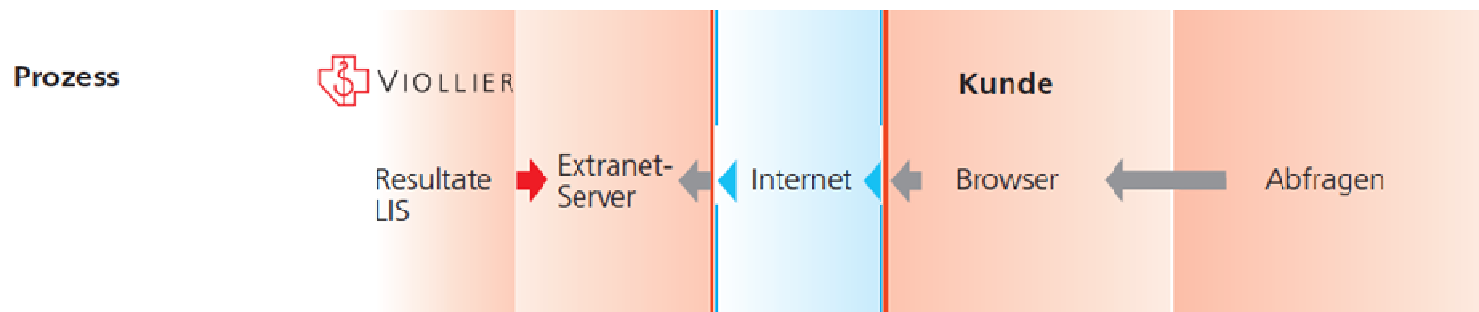 Prozess
VIOLLIER
Kunde
Resultate
LIS
Extranet-
Server
Internet
Browser
Abfragen